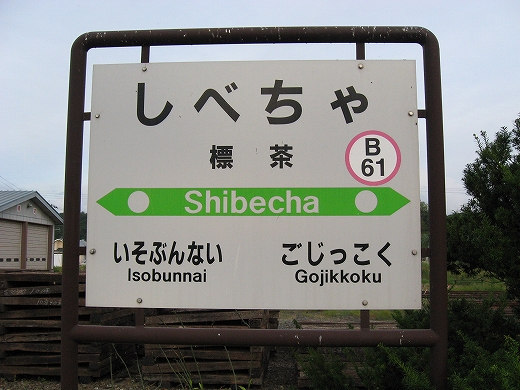 しべちゃ
標茶
B
61
Shibecha
いそぶんない ごじっこく
Isobunnai Gojikkoku